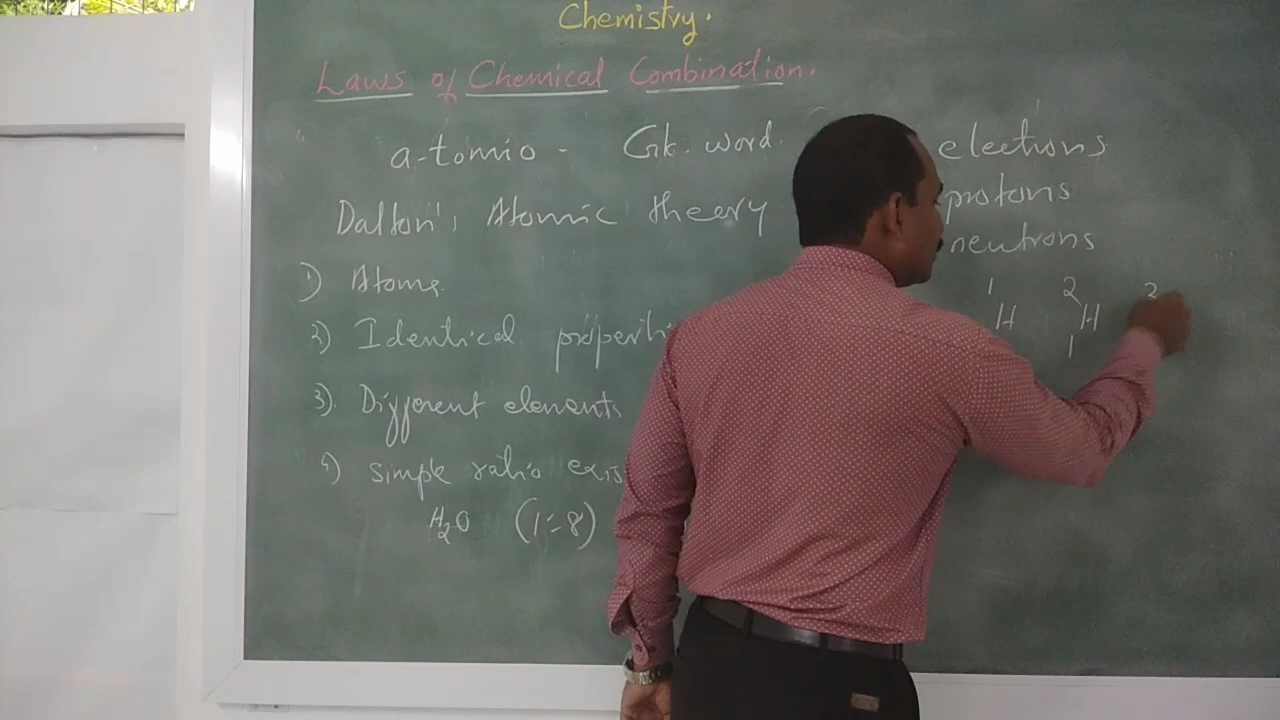 Chemistry.
Laws of Chemical Combination.
a-tomio - Gk. word.
Dalton's Atomic theory
1) Atoms.
2) Identical properti
3). Different elements
4) simple ratio exis
H₂O (1:8)
electrons
protons
neutrons
1 2 3
H H
1